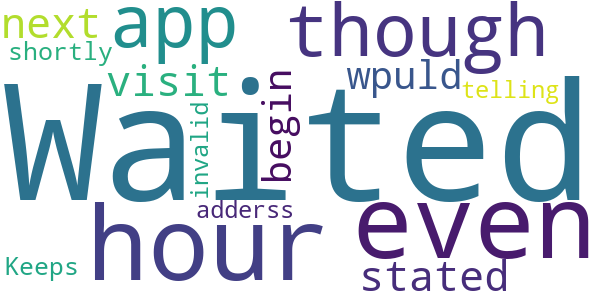 next
app
though
shortly
visit
wpuld
telling
Waited
invalid
begin
adderss
hour
even
Keeps
stated